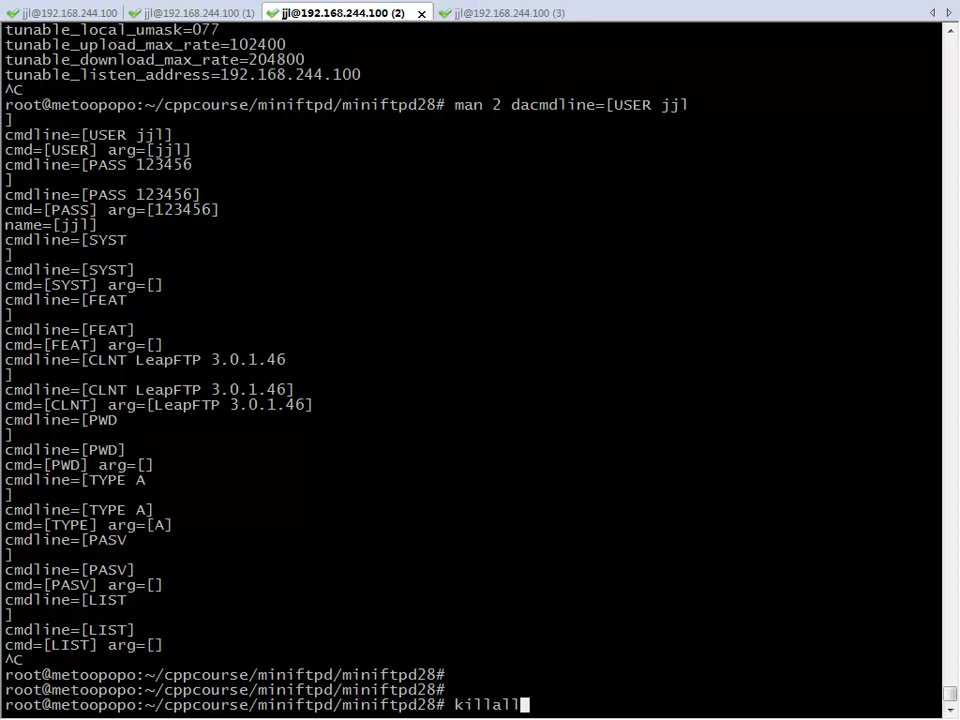 jjl@192.168.244.100 jjl@192.168.244.100 (1) jjl@192.168.244.100 (2) x jjl@192.168.244.100 (3)
tunable_local_umask=077
tunable_upload_max_rate=102400
tunable_download_max_rate=204800
tunable_listen_address=192.168.244.100
^C
root@metoopopo:~/cppcourse/miniftpd/miniftpd28# man 2 dacmdline=[USER jjl
]
cmdline=[USER jjl]
cmd=[USER] arg=[jjl]
cmdline=[PASS 123456
]
cmdline=[PASS 123456]
cmd=[PASS] arg=[123456]
name=[jjl]
cmdline=[SYST
]
cmdline=[SYST]
cmd=[SYST] arg=[]
cmdline=[FEAT
]
cmdline=[FEAT]
cmd=[FEAT] arg=[]
cmdline=[CLNT LeapFTP 3.0.1.46
]
cmdline=[CLNT LeapFTP 3.0.1.46]
cmd=[CLNT] arg=[LeapFTP 3.0.1.46]
cmdline=[PWD
]
cmdline=[PWD]
cmd=[PWD] arg=[]
cmdline=[TYPE A
]
cmdline=[TYPE A]
cmd=[TYPE] arg=[A]
cmdline=[PASV
]
cmdline=[PASV]
cmd=[PASV] arg=[]
cmdline=[LIST
]
cmdline=[LIST]
cmd=[LIST] arg=[]
^C
root@metoopopo:~/cppcourse/miniftpd/miniftpd28#
root@metoopopo:~/cppcourse/miniftpd/miniftpd28#
root@metoopopo:~/cppcourse/miniftpd/miniftpd28# killall